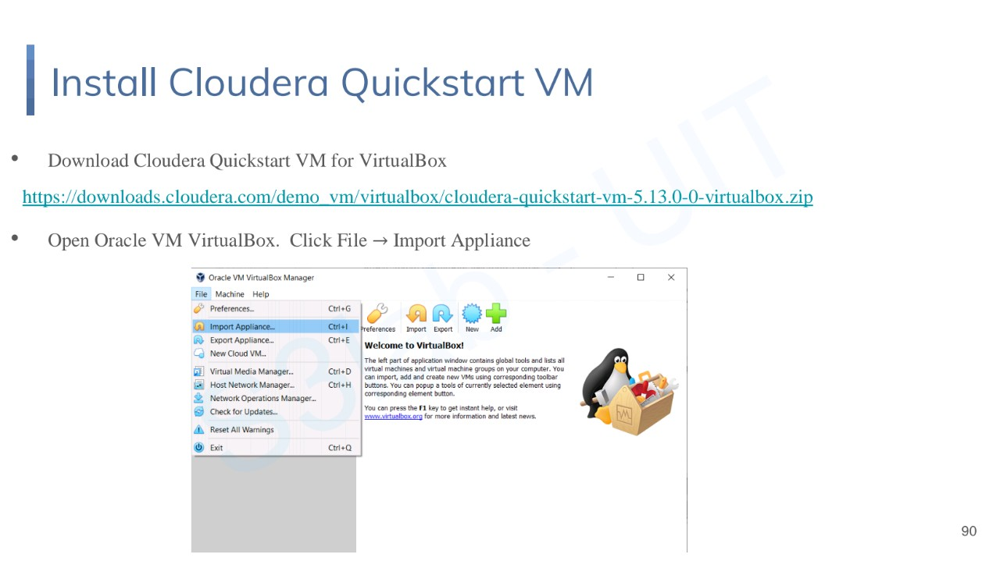 Install Cloudera Quickstart VM
• Download Cloudera Quickstart VM for VirtualBox
https://downloads.cloudera.com/demo_vm/virtualbox/cloudera-quickstart-vm-5.13.0-0-virtualbox.zip
• Open Oracle VM VirtualBox. Click File → Import Appliance
Oracle VM VirtualBox Manager
File Machine Help
Preferences... Ctrl+G
Import Appliance... Ctrl+I
Export Appliance... Ctrl+E
New Cloud VM...
Virtual Media Manager... Ctrl+D
Host Network Manager... Ctrl+H
Network Operations Manager...
Check for Updates...
Reset All Warnings
Exit Ctrl+Q
Preferences Import Export New Add
Welcome to VirtualBox!
The left part of application window contains global tools and lists all
virtual machines and virtual machine groups on your computer. You
can import, add and create new VMs using corresponding toolbar
buttons. You can popup a tools of currently selected element using
corresponding element button.
You can press the F1 key to get instant help, or visit
www.virtualbox.org for more information and latest news.
90